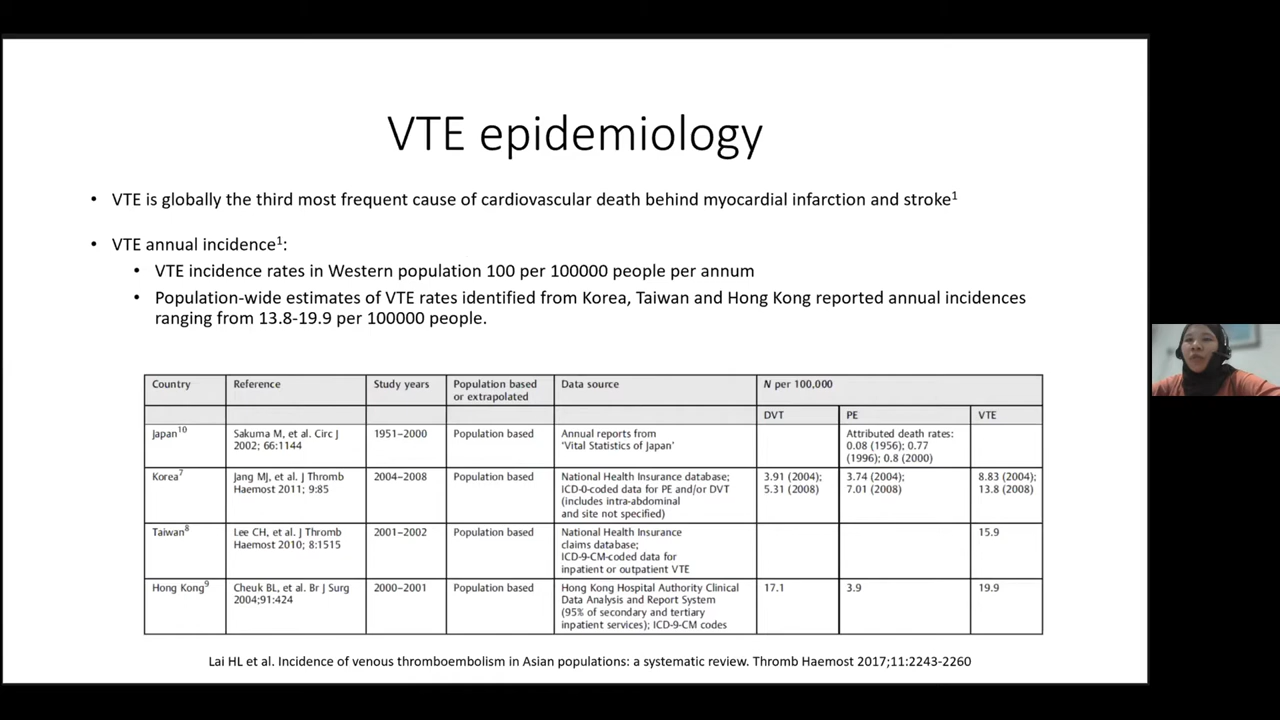 VTE epidemiology
• VTE is globally the third most frequent cause of cardiovascular death behind myocardial infarction and stroke1
• VTE annual incidence1:
• VTE incidence rates in Western population 100 per 100000 people per annum
• Population-wide estimates of VTE rates identified from Korea, Taiwan and Hong Kong reported annual incidences
ranging from 13.8-19.9 per 100000 people.
Country Reference Study years Population based Data source N per 100,000
or extrapolated
DVT PE VTE
Japan10 Sakuma M, et al. Circ J 1951–2000 Population based Annual reports from Attributed death rates:
2002; 66:1144 ‘Vital Statistics of Japan’ 0.08 (1956); 0.77
(1996); 0.8 (2000)
Korea7 Jang MJ, et al. J Thromb 2004–2008 Population based National Health Insurance database; 3.91 (2004); 3.74 (2004); 8.83 (2004);
Haemost 2011; 9:85 ICD-0-coded data for PE and/or DVT 5.31 (2008) 7.01 (2008) 13.8 (2008)
(includes intra-abdominal
and site not specified)
Taiwan8 Lee CH, et al. J Thromb 2001–2002 Population based National Health Insurance 15.9
Haemost 2010; 8:1515 claims database;
ICD-9-CM-coded data for
inpatient or outpatient VTE
Hong Kong9 Cheuk BL, et al. Br J Surg 2000–2001 Population based Hong Kong Hospital Authority Clinical 17.1 3.9 19.9
2004;91:424 Data Analysis and Report System
(95% of secondary and tertiary
inpatient services); ICD-9-CM codes
Lai HL et al. Incidence of venous thromboembolism in Asian populations: a systematic review. Thromb Haemost 2017;11:2243-2260